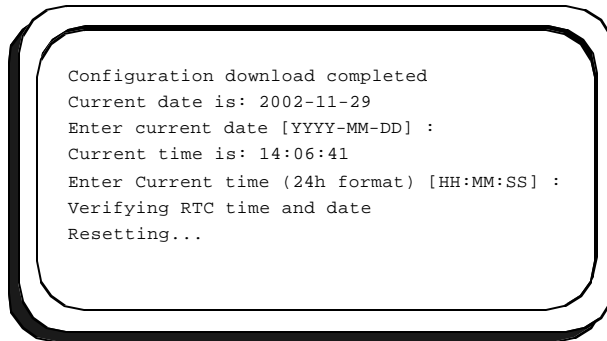 Configuration download completed
Current date is: 2002-11-29
Enter current date [YYYY-MM-DD] :
Current time is: 14:06:41
Enter Current time (24h format) [HH:MM:SS] :
Verifying RTC time and date
Resetting...